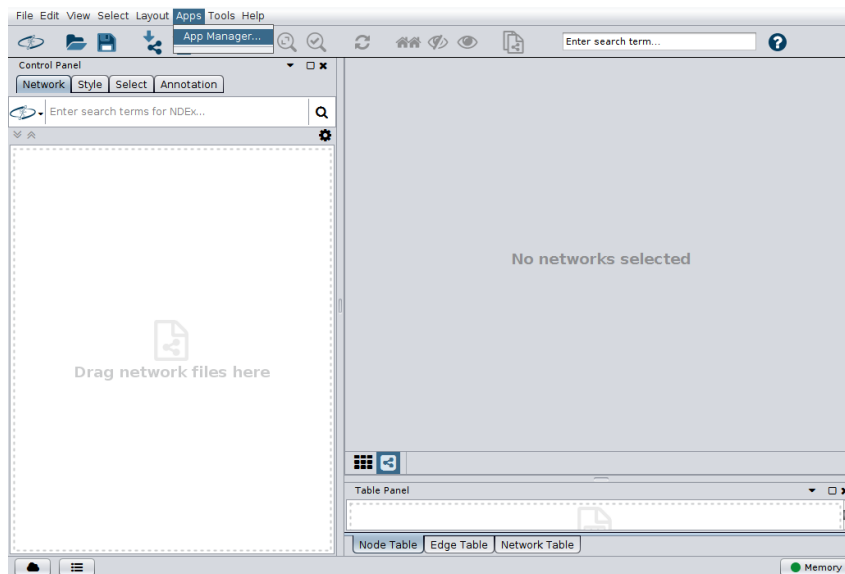 File Edit View Select Layout Apps Tools Help
App Manager...
Enter search term...
Control Panel
Network Style Select Annotation
Enter search terms for NDEx...
Drag network files here
No networks selected
Table Panel
Node Table Edge Table Network Table
Memory